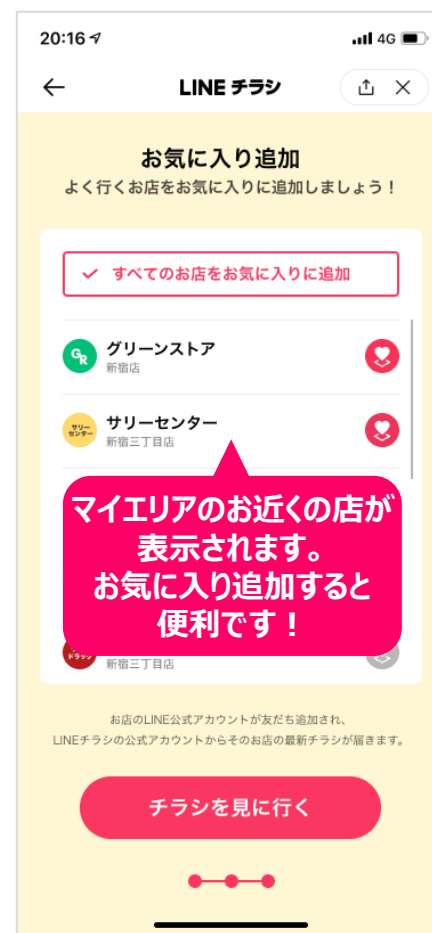 20:16
4G
LINE チラシ
お気に入り追加
よく行くお店をお気に入りに追加しましょう！
すべてのお店をお気に入りに追加
GR
グリーンストア
新宿店
サリー
センター
サリーセンター
新宿三丁目店
マイエリアのお近くの店が
表示されます。
お気に入り追加すると
便利です！
ドラッグ
新宿三丁目店
お店のLINE公式アカウントが友だち追加され、
LINEチラシの公式アカウントからそのお店の最新チラシが届きます。
チラシを見に行く